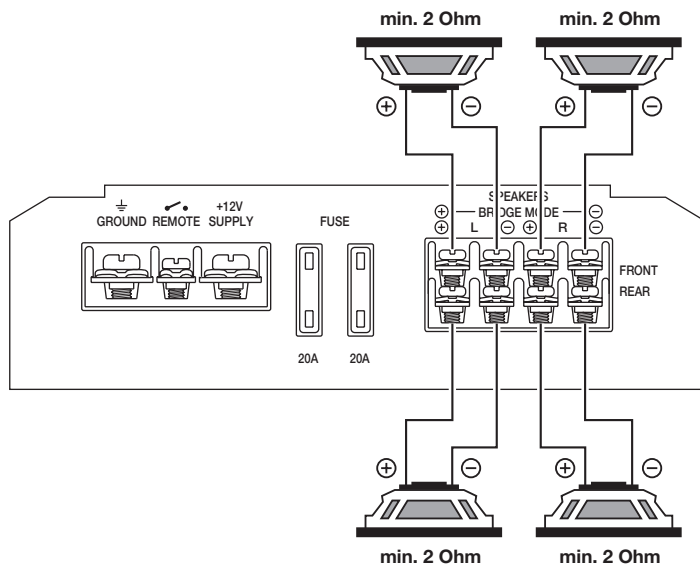 min. 2 Ohm min. 2 Ohm
+ − + −
+12V
GROUND REMOTE SUPPLY
FUSE
20A 20A
SPEAKERS
+ BRIDGE MODE −
+ L − + R −
FRONT
REAR
+ − + −
min. 2 Ohm min. 2 Ohm